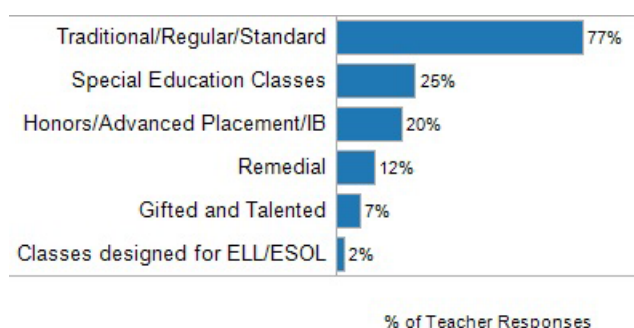 Traditional/Regular/Standard 77%
Special Education Classes 25%
Honors/Advanced Placement/IB 20%
Remedial 12%
Gifted and Talented 7%
Classes designed for ELL/ESOL 2%
% of Teacher Responses